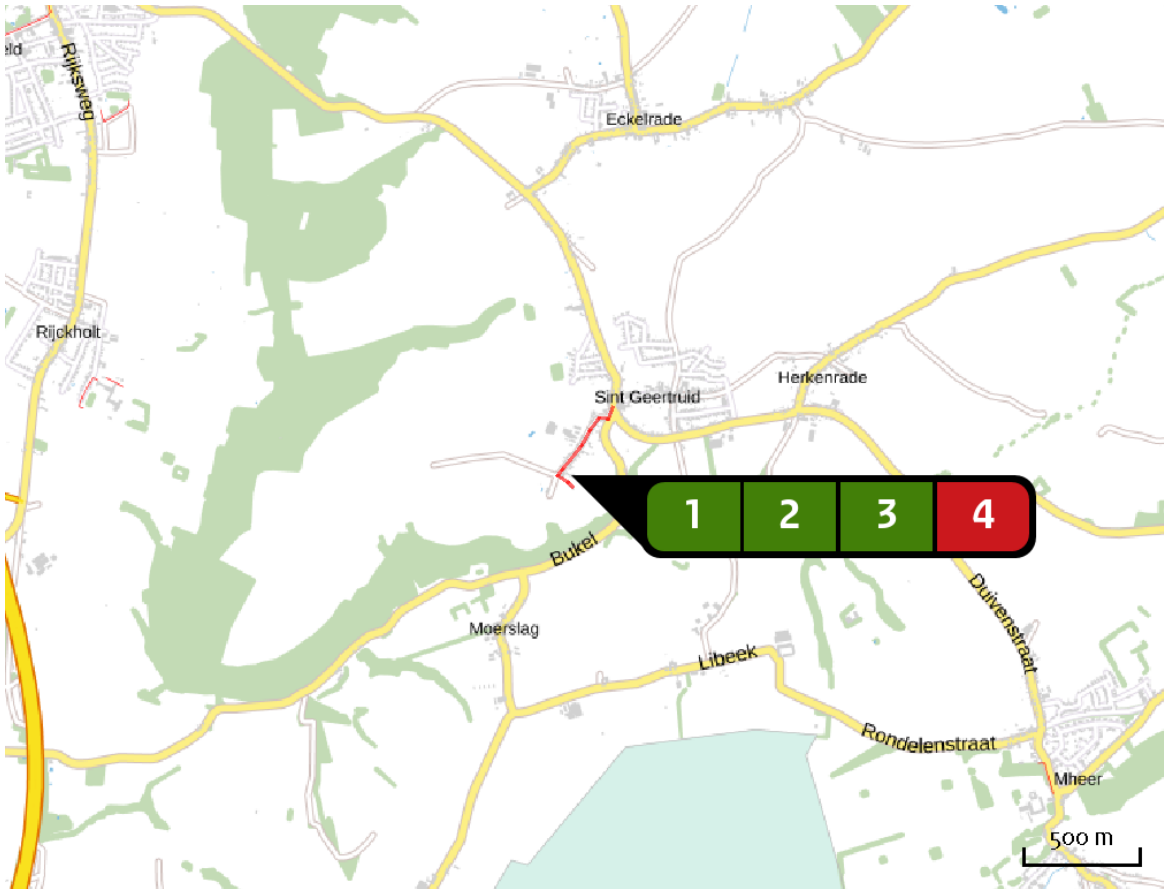 eld
Rijksweg
Eckelrade
Rijckholt
Herkenrade
Sint Geertruid
1 2 3 4
Bukel
Duivenstraat
Moerslag
Libeek
Rondelenstraat
Mheer
500 m